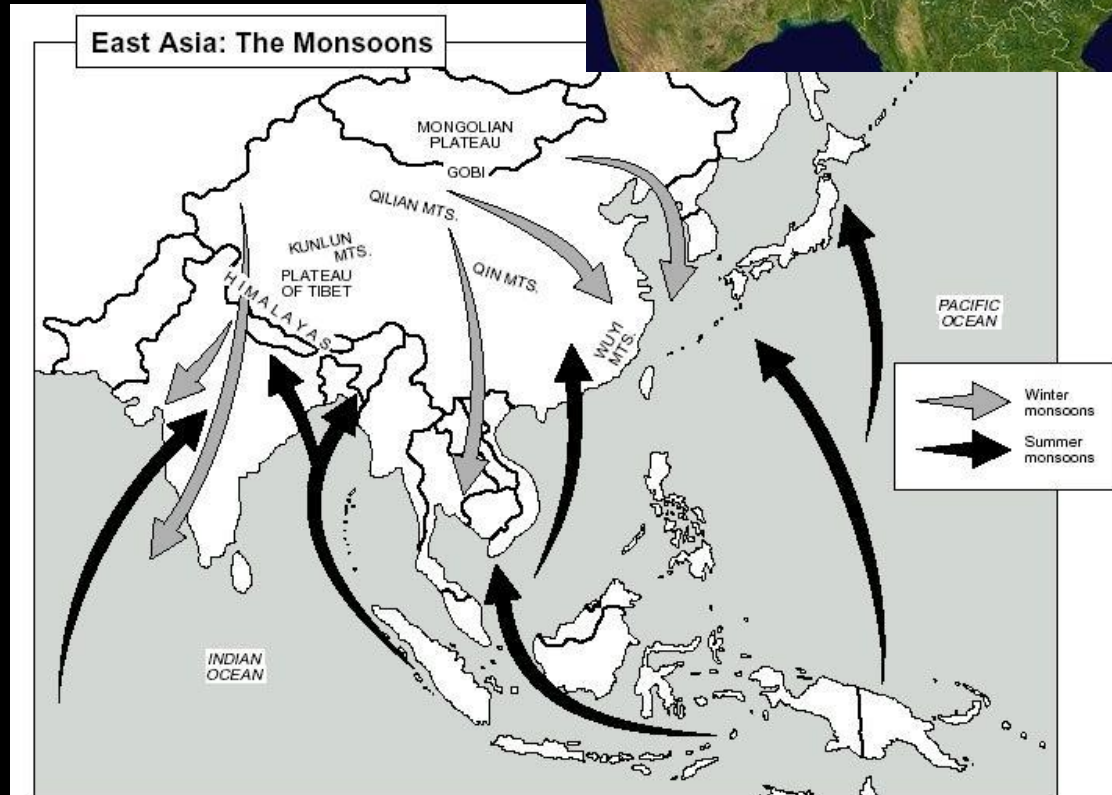 East Asia: The Monsoons
MONGOLIAN
PLATEAU
GOBI
QILIAN MTS.
KUNLUN
MTS.
PLATEAU
OF TIBET
QIN MTS.
HIMALAYAS
WUYI
MTS.
PACIFIC
OCEAN
Winter
monsoons
Summer
monsoons
INDIAN
OCEAN